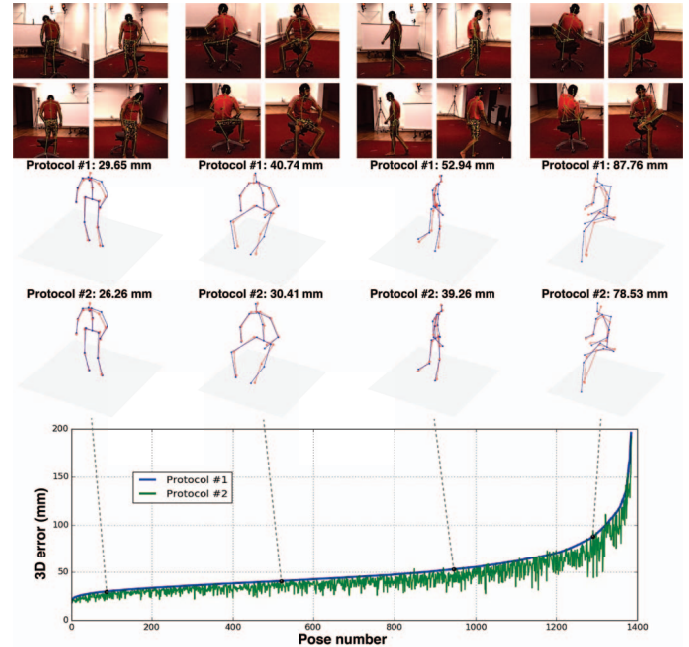 Protocol #1: 29.65 mm Protocol #1: 40.74 mm Protocol #1: 52.94 mm Protocol #1: 87.76 mm
Protocol #2: 26.26 mm Protocol #2: 30.41 mm Protocol #2: 39.26 mm Protocol #2: 78.53 mm
200
150
100
50
0
3D error (mm)
Protocol #1
Protocol #2
0 200 400 600 800 1000 1200 1400
Pose number